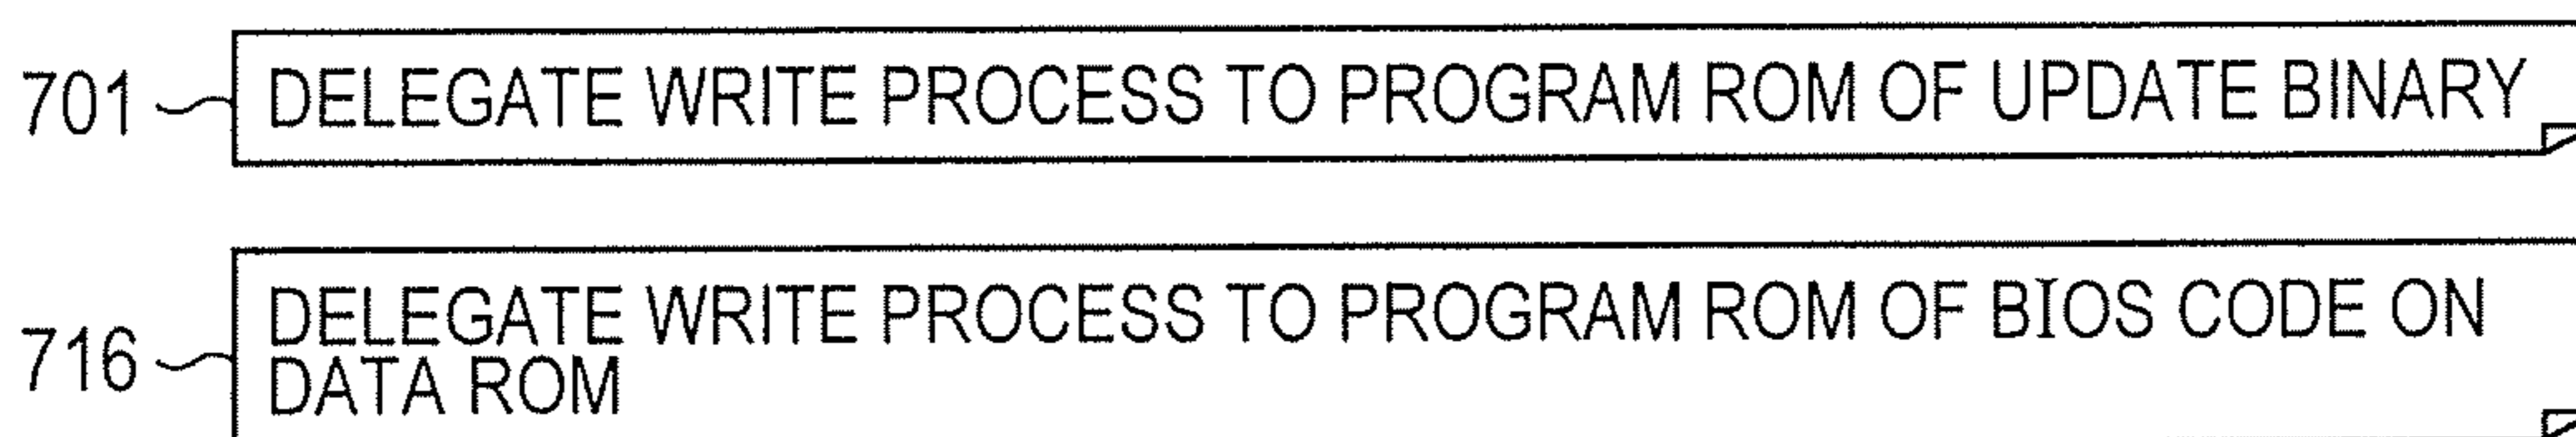 701 DELEGATE WRITE PROCESS TO PROGRAM ROM OF UPDATE BINARY
DELEGATE WRITE PROCESS TO PROGRAM ROM OF BIOS CODE ON
716
DATA ROM